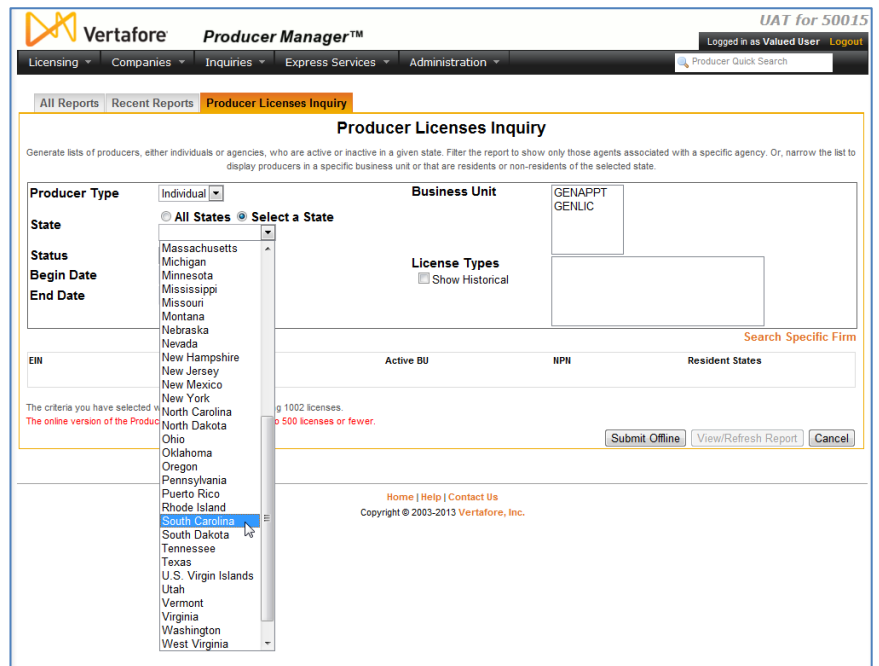 UAT for 50015
Vertafore Producer Manager™
Logged in as Valued User Logout
Licensing Companies Inquiries Express Services Administration Producer Quick Search
All Reports Recent Reports Producer Licenses Inquiry
Producer Licenses Inquiry
Generate lists of producers, either individuals or agencies, who are active or inactive in a given state. Filter the report to show only those agents associated with a specific agency. Or, narrow the list to
display producers in a specific business unit or that are residents or non-residents of the selected state.
Producer Type Individual Business Unit GENAPPT
GENLIC
State All States Select a State
Status
Begin Date
End Date
License Types
Show Historical
Massachusetts
Michigan
Minnesota
Mississippi
Missouri
Montana
Nebraska
Nevada
New Hampshire
New Jersey
New Mexico
New York
North Carolina
North Dakota
Ohio
Oklahoma
Oregon
Pennsylvania
Puerto Rico
Rhode Island
South Carolina
South Dakota
Tennessee
Texas
U.S. Virgin Islands
Utah
Vermont
Virginia
Washington
West Virginia
Search Specific Firm
EIN Active BU NPN Resident States
The criteria you have selected w g 1002 licenses.
The online version of the Produc o 500 licenses or fewer.
Submit Offline View/Refresh Report Cancel
Home | Help | Contact Us
Copyright © 2003-2013 Vertafore, Inc.